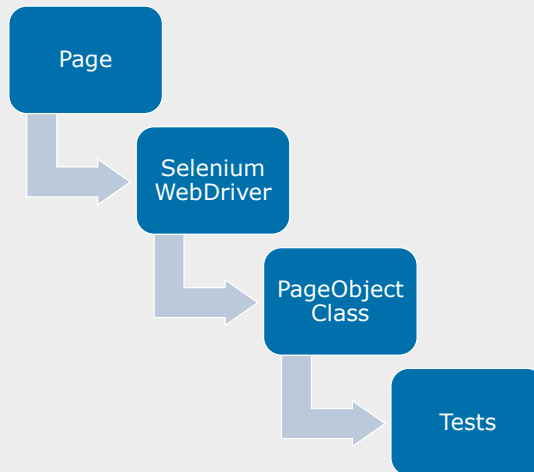 Page
Selenium
WebDriver
PageObject
Class
Tests